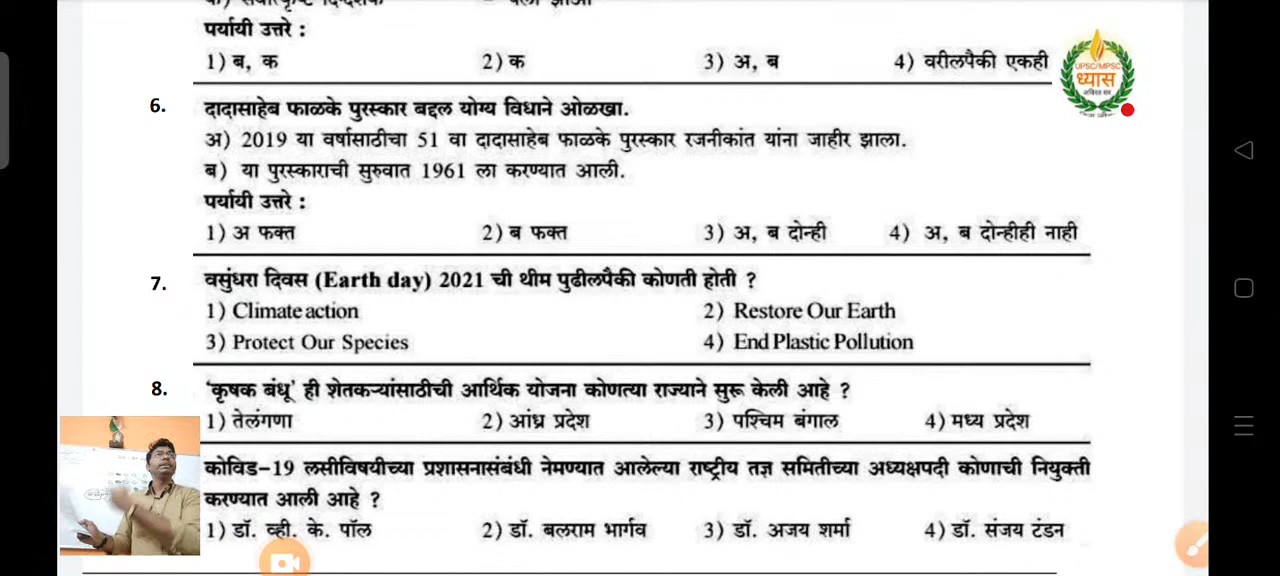 पर्यायी उत्तरे :
1) ब, क 2) क 3) अ, ब 4) वरीलपैकी एकही
UPSC/MPSC
ध्यास
6. दादासाहेब फाळके पुरस्कार बद्दल योग्य विधाने ओळखा.
अ) 2019 या वर्षासाठीचा 51 वा दादासाहेब फाळके पुरस्कार रजनीकांत यांना जाहीर झाला.
ब) या पुरस्काराची सुरुवात 1961 ला करण्यात आली.
पर्यायी उत्तरे :
1) अ फक्त 2) ब फक्त 3) अ, ब दोन्ही 4) अ, ब दोन्हीही नाही
7. वसुंधरा दिवस (Earth day) 2021 ची थीम पुढीलपैकी कोणती होती ?
1) Climate action 2) Restore Our Earth
3) Protect Our Species 4) End Plastic Pollution
8. 'कृषक बंधू' ही शेतकऱ्यांसाठीची आर्थिक योजना कोणत्या राज्याने सुरू केली आहे ?
1) तेलंगणा 2) आंध्र प्रदेश 3) पश्चिम बंगाल 4) मध्य प्रदेश
कोविड-19 लसीविषयीच्या प्रशासनासंबंधी नेमण्यात आलेल्या राष्ट्रीय तज्ञ समितीच्या अध्यक्षपदी कोणाची नियुक्ती
करण्यात आली आहे ?
1) डॉ. व्ही. के. पॉल 2) डॉ. बलराम भार्गव 3) डॉ. अजय शर्मा 4) डॉ. संजय टंडन